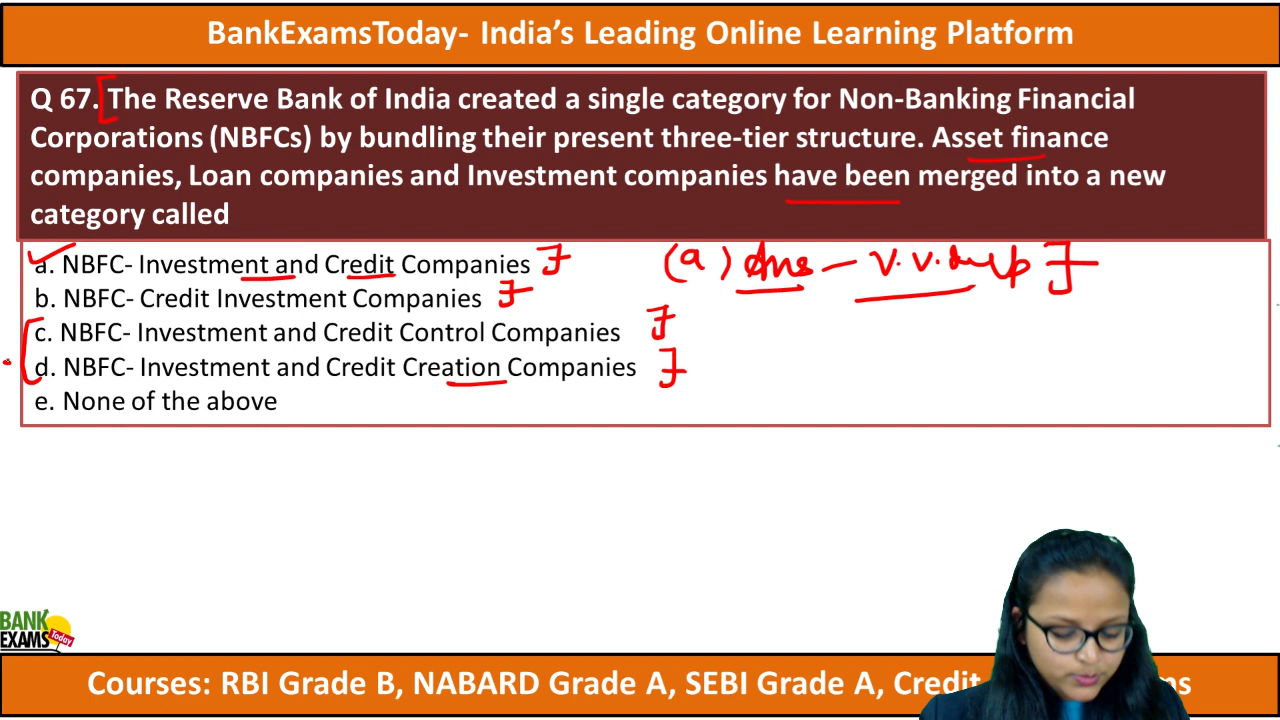 BankExamsToday- India's Leading Online Learning Platform
Q 67. The Reserve Bank of India created a single category for Non-Banking Financial
Corporations (NBFCs) by bundling their present three-tier structure. Asset finance
companies, Loan companies and Investment companies have been merged into a new
category called
a. NBFC- Investment and Credit Companies
(a) Ans - V.V. Imp
b. NBFC- Credit Investment Companies
c. NBFC- Investment and Credit Control Companies
d. NBFC- Investment and Credit Creation Companies
e. None of the above
BANK
EXAMS Today
Courses: RBI Grade B, NABARD Grade A, SEBI Grade A, Credit